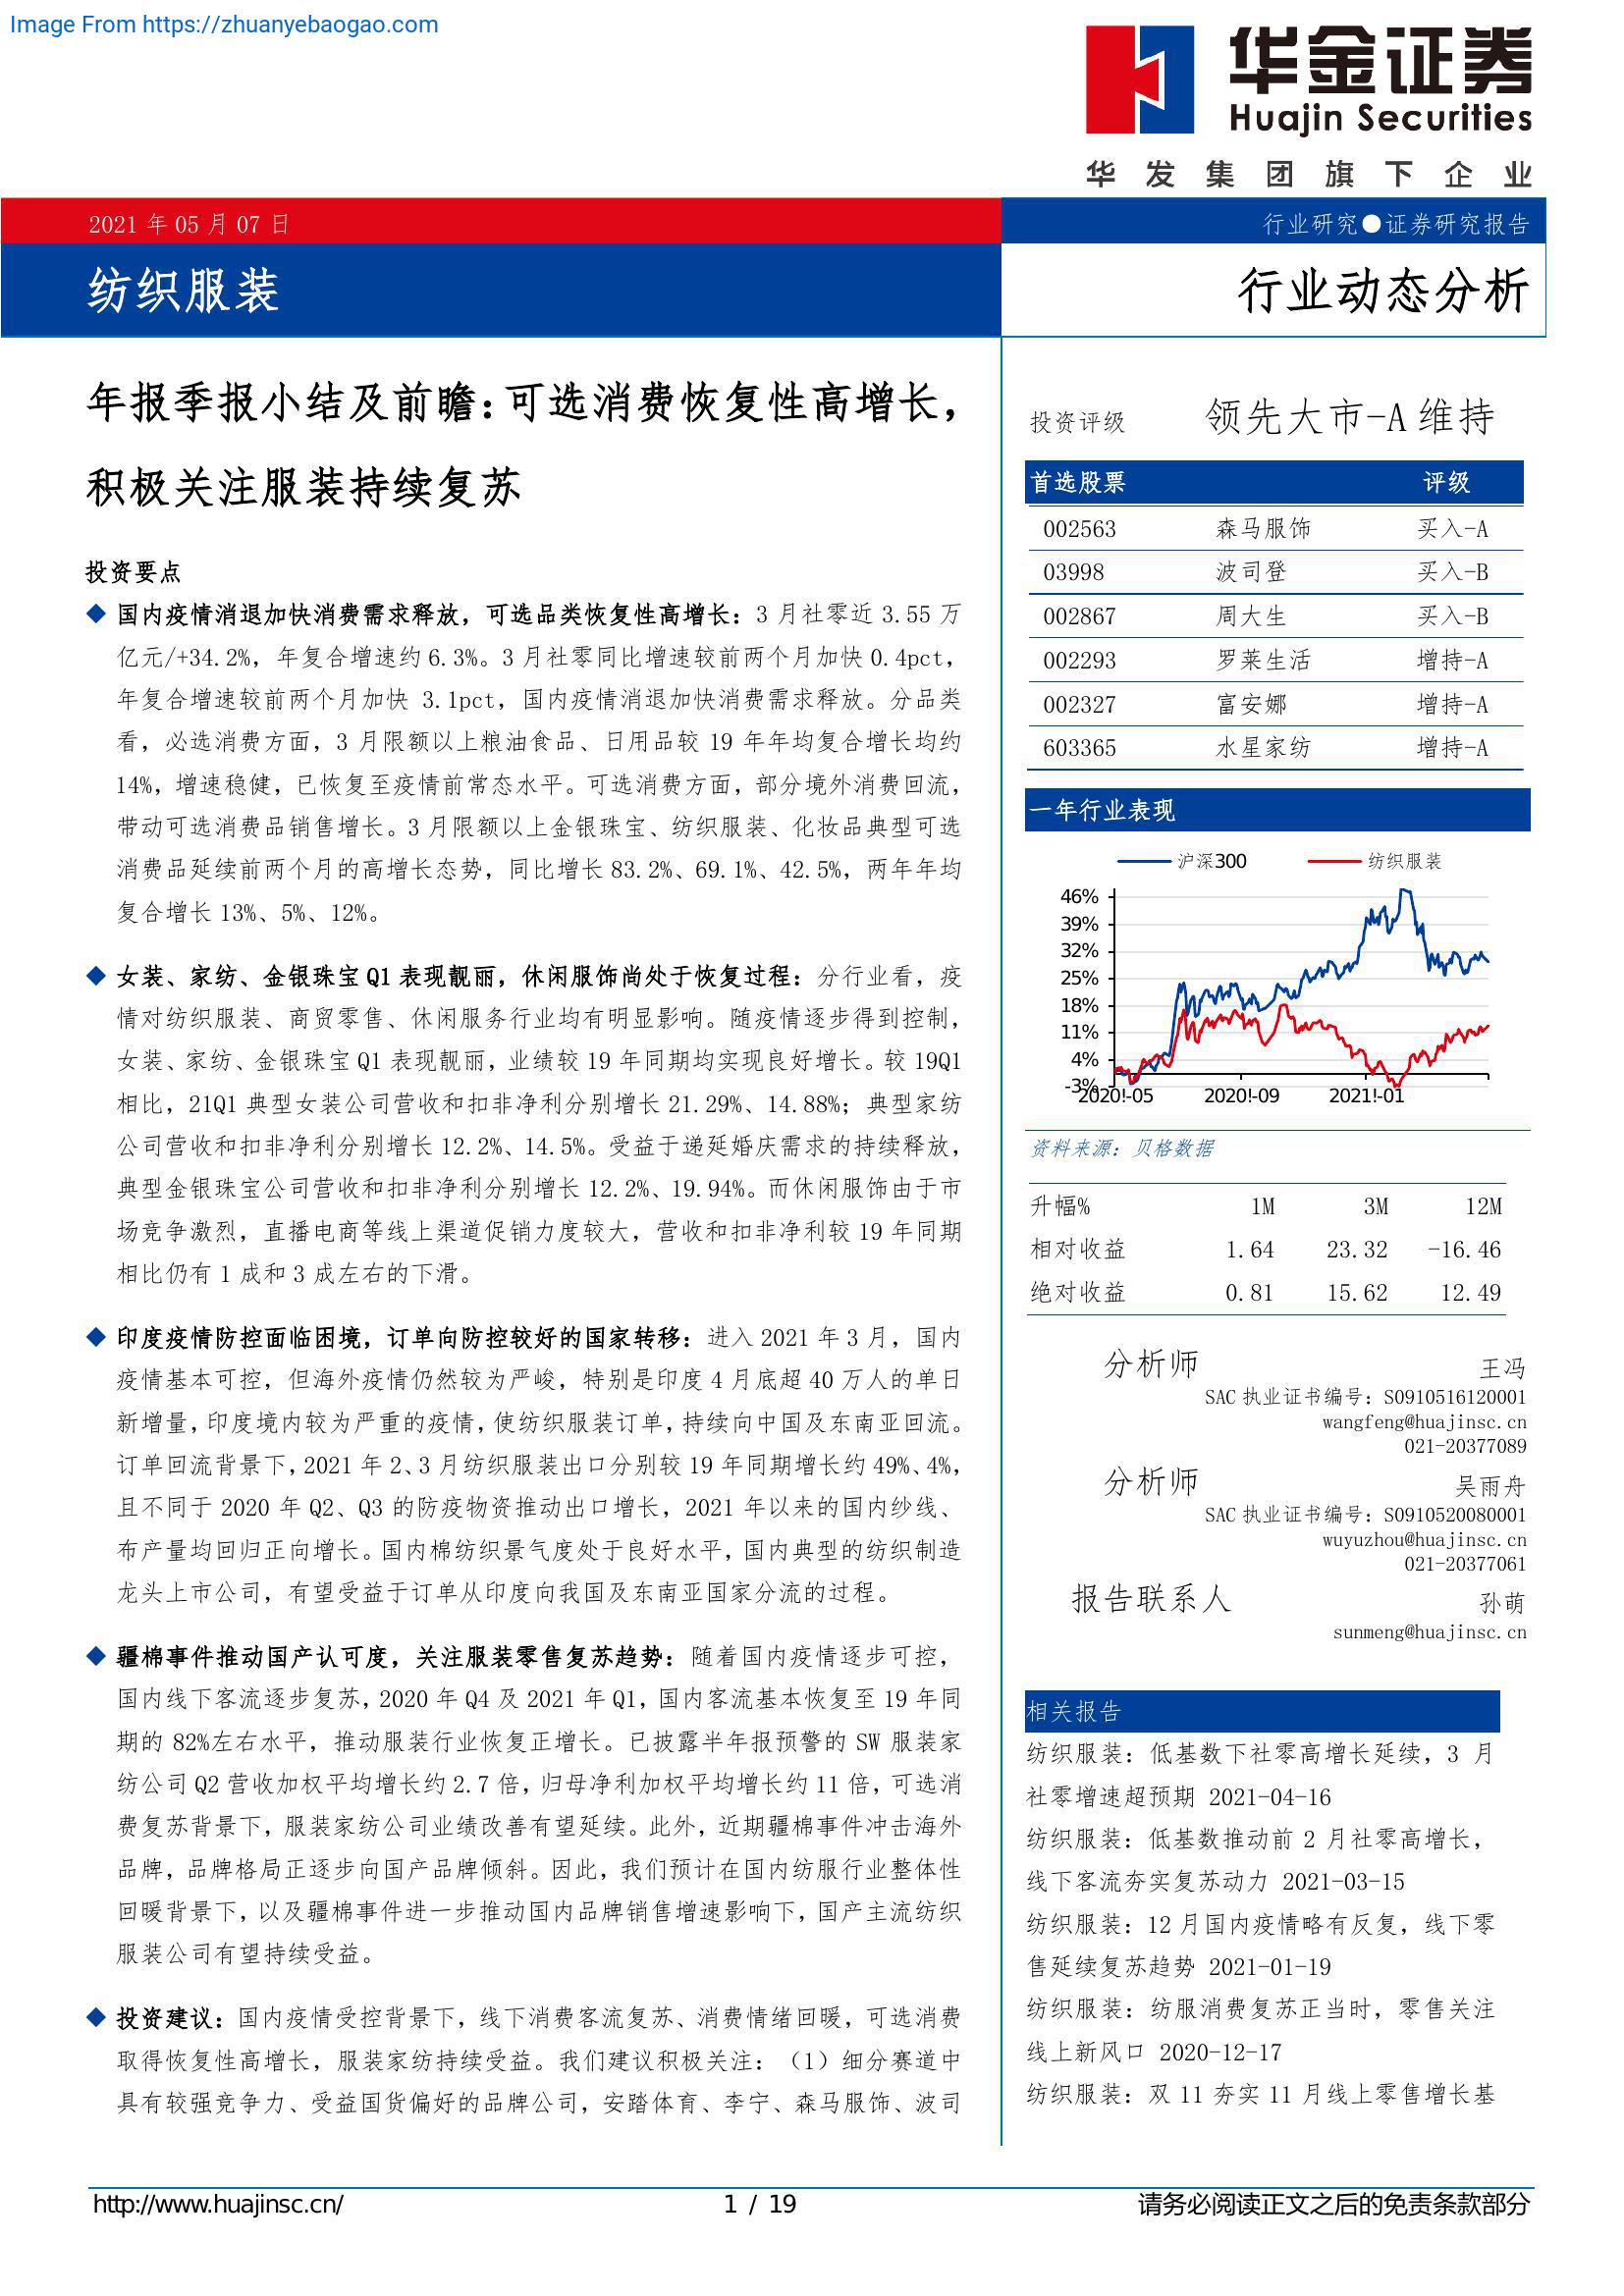 Image From https://zhuanyebaogao.com
华金证券
Huajin Securities
华发集团旗下企业
2021 年 05 月 07 日
行业研究●证券研究报告
纺织服装
行业动态分析
年报季报小结及前瞻：可选消费恢复性高增长，
积极关注服装持续复苏
投资要点
◆ 国内疫情消退加快消费需求释放，可选品类恢复性高增长：3 月社零近 3.55 万
亿元/+34.2%，年复合增速约 6.3%。3 月社零同比增速较前两个月加快 0.4pct，
年复合增速较前两个月加快 3.1pct，国内疫情消退加快消费需求释放。分品类
看，必选消费方面，3 月限额以上粮油食品、日用品较 19 年年均复合增长均约
14%，增速稳健，已恢复至疫情前常态水平。可选消费方面，部分境外消费回流，
带动可选消费品销售增长。3 月限额以上金银珠宝、纺织服装、化妆品典型可选
消费品延续前两个月的高增长态势，同比增长 83.2%、69.1%、42.5%，两年年均
复合增长 13%、5%、12%。
◆ 女装、家纺、金银珠宝 Q1 表现靓丽，休闲服饰尚处于恢复过程：分行业看，疫
情对纺织服装、商贸零售、休闲服务行业均有明显影响。随疫情逐步得到控制，
女装、家纺、金银珠宝 Q1 表现靓丽，业绩较 19 年同期均实现良好增长。较 19Q1
相比，21Q1 典型女装公司营收和扣非净利分别增长 21.29%、14.88%；典型家纺
公司营收和扣非净利分别增长 12.2%、14.5%。受益于递延婚庆需求的持续释放，
典型金银珠宝公司营收和扣非净利分别增长 12.2%、19.94%。而休闲服饰由于市
场竞争激烈，直播电商等线上渠道促销力度较大，营收和扣非净利较 19 年同期
相比仍有 1 成和 3 成左右的下滑。
◆ 印度疫情防控面临困境，订单向防控较好的国家转移：进入 2021 年 3 月，国内
疫情基本可控，但海外疫情仍然较为严峻，特别是印度 4 月底超 40 万人的单日
新增量，印度境内较为严重的疫情，使纺织服装订单，持续向中国及东南亚回流。
订单回流背景下，2021 年 2、3 月纺织服装出口分别较 19 年同期增长约 49%、4%，
且不同于 2020 年 Q2、Q3 的防疫物资推动出口增长，2021 年以来的国内纱线、
布产量均回归正向增长。国内棉纺织景气度处于良好水平，国内典型的纺织制造
龙头上市公司，有望受益于订单从印度向我国及东南亚国家分流的过程。
◆ 疆棉事件推动国产认可度，关注服装零售复苏趋势：随着国内疫情逐步可控，
国内线下客流逐步复苏，2020 年 Q4 及 2021 年 Q1，国内客流基本恢复至 19 年同
期的 82%左右水平，推动服装行业恢复正增长。已披露半年报预警的 SW 服装家
纺公司 Q2 营收加权平均增长约 2.7 倍，归母净利加权平均增长约 11 倍，可选消
费复苏背景下，服装家纺公司业绩改善有望延续。此外，近期疆棉事件冲击海外
品牌，品牌格局正逐步向国产品牌倾斜。因此，我们预计在国内纺服行业整体性
回暖背景下，以及疆棉事件进一步推动国内品牌销售增速影响下，国产主流纺织
服装公司有望持续受益。
◆ 投资建议：国内疫情受控背景下，线下消费客流复苏、消费情绪回暖，可选消费
取得恢复性高增长，服装家纺持续受益。我们建议积极关注：（1）细分赛道中
具有较强竞争力、受益国货偏好的品牌公司，安踏体育、李宁、森马服饰、波司
投资评级 领先大市-A 维持
首选股票 评级
002563 森马服饰 买入-A
03998 波司登 买入-B
002867 周大生 买入-B
002293 罗莱生活 增持-A
002327 富安娜 增持-A
603365 水星家纺 增持-A
一年行业表现
沪深300 纺织服装
46%
39%
32%
25%
18%
11%
4%
-3%
2020!-05 2020!-09 2021!-01
资料来源：贝格数据
升幅% 1M 3M 12M
相对收益 1.64 23.32 -16.46
绝对收益 0.81 15.62 12.49
分析师 王冯
SAC 执业证书编号：S0910516120001
wangfeng@huajinsc.cn
021-20377089
分析师 吴雨舟
SAC 执业证书编号：S0910520080001
wuyuzhou@huajinsc.cn
021-20377061
报告联系人 孙萌
sunmeng@huajinsc.cn
相关报告
纺织服装：低基数下社零高增长延续，3 月
社零增速超预期 2021-04-16
纺织服装：低基数推动前 2 月社零高增长，
线下客流夯实复苏动力 2021-03-15
纺织服装：12 月国内疫情略有反复，线下零
售延续复苏趋势 2021-01-19
纺织服装：纺服消费复苏正当时，零售关注
线上新风口 2020-12-17
纺织服装：双 11 夯实 11 月线上零售增长基
http://www.huajinsc.cn/
1 / 19
请务必阅读正文之后的免责条款部分